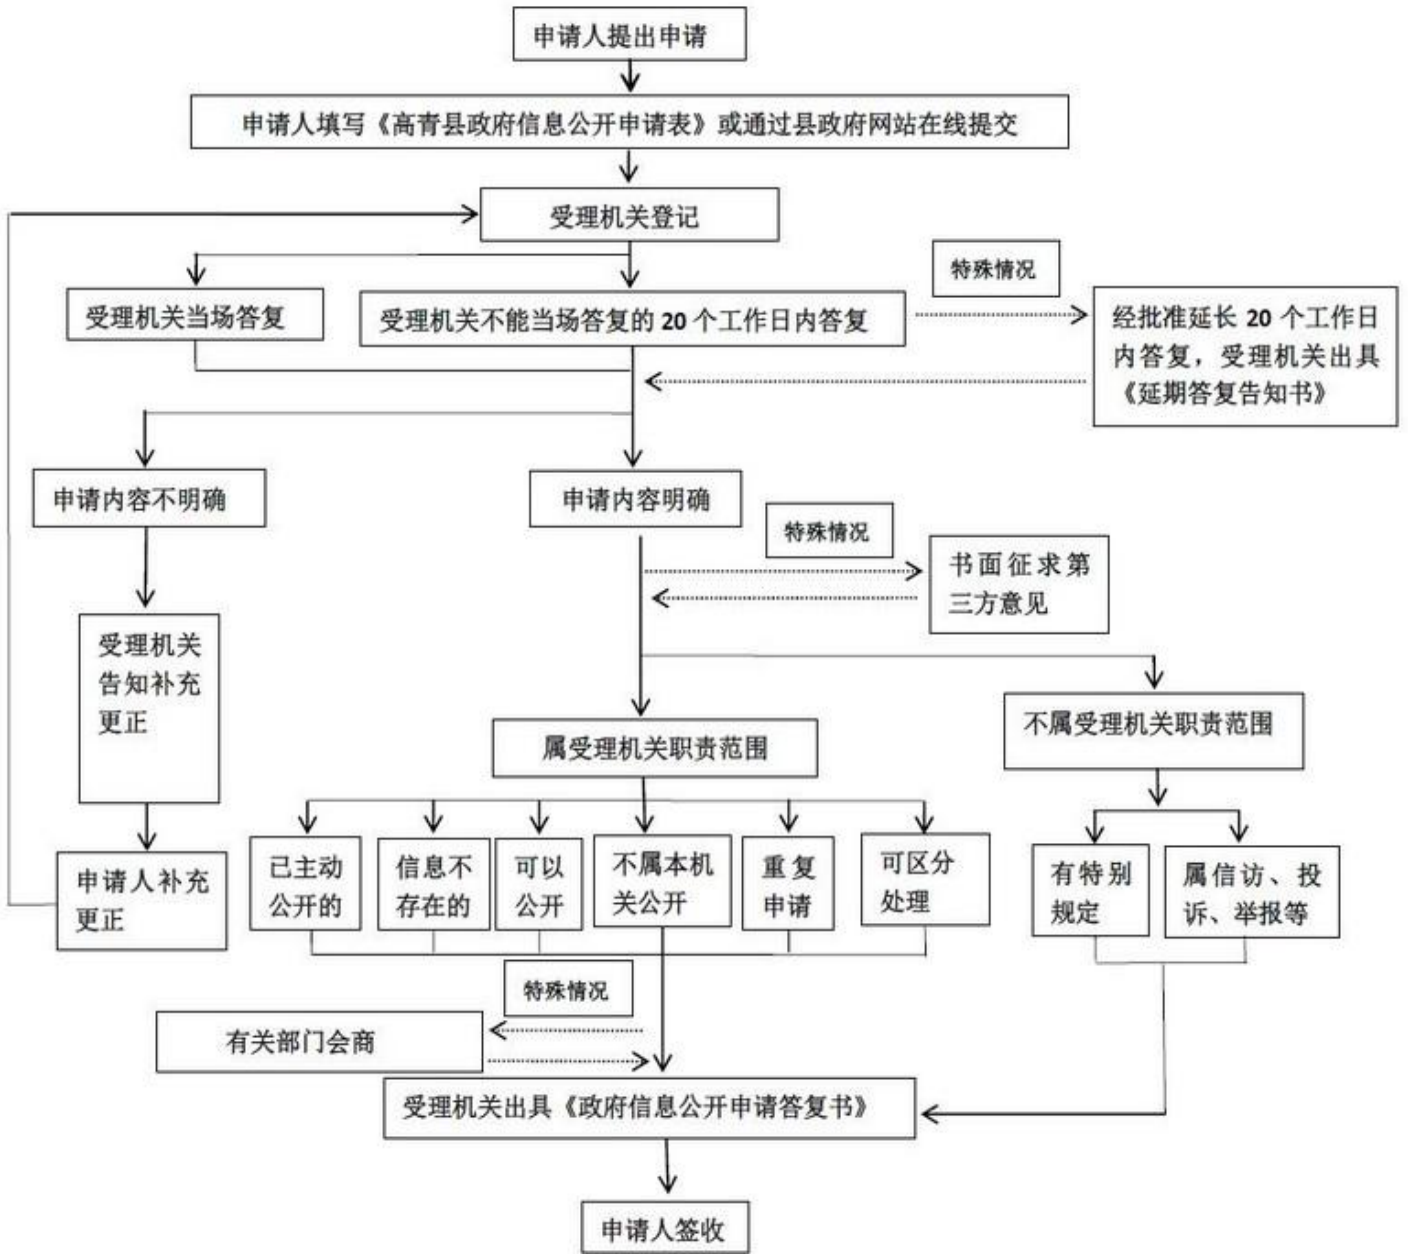 申请人提出申请
申请人填写《高青县政府信息公开申请表》或通过县政府网站在线提交
受理机关登记
特殊情况
受理机关当场答复
受理机关不能当场答复的 20 个工作日内答复
经批准延长 20 个工作日
内答复，受理机关出具
《延期答复告知书》
申请内容不明确
申请内容明确
特殊情况
书面征求第
三方意见
受理机关
告知补充
更正
属受理机关职责范围
不属受理机关职责范围
申请人补充
更正
已主动
公开的
信息不
存在的
可以
公开
不属本机
关公开
重复
申请
可区分
处理
有特别
规定
属信访、投
诉、举报等
特殊情况
有关部门会商
受理机关出具《政府信息公开申请答复书》
申请人签收